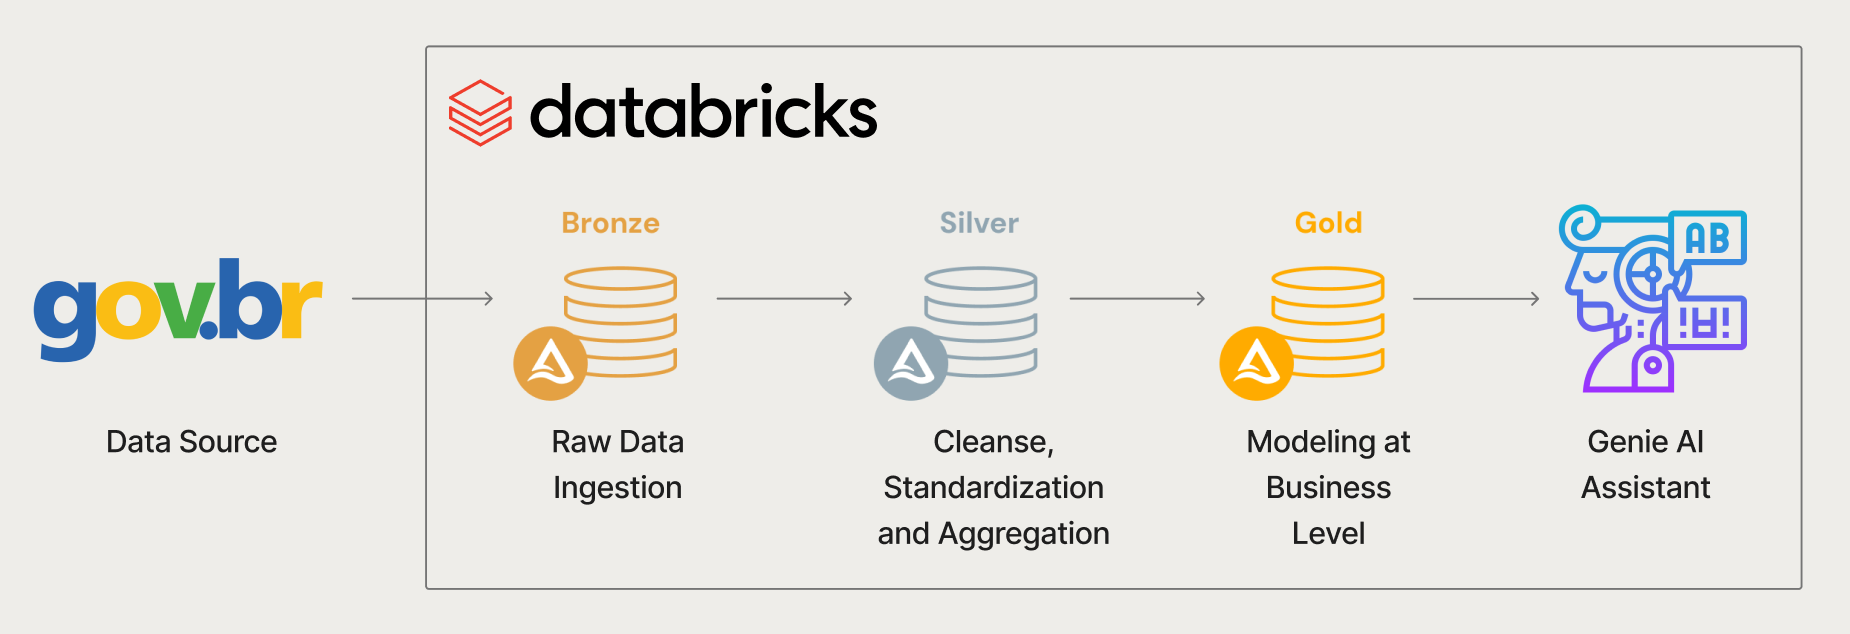 databricks
Bronze
Silver
Gold
AB
gov.br
Data Source
Raw Data
Ingestion
Cleanse,
Standardization
and Aggregation
Modeling at
Business
Level
Genie AI
Assistant